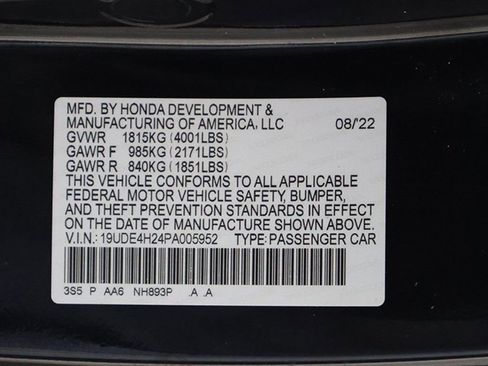 MFD. BY HONDA DEVELOPMENT &
MANUFACTURING OF AMERICA, LLC 08/'22
GVWR 1815KG (4001LBS)
GAWR F 985KG (2171LBS)
GAWR R 840KG (1851LBS)
THIS VEHICLE CONFORMS TO ALL APPLICABLE
FEDERAL MOTOR VEHICLE SAFETY, BUMPER,
AND THEFT PREVENTION STANDARDS IN EFFECT
ON THE DATE OF MANUFACTURE SHOWN ABOVE.
V.I.N.: 19UDE4H24PA005952 TYPE: PASSENGER CAR
3S5 P AA6 NH893P .A .A